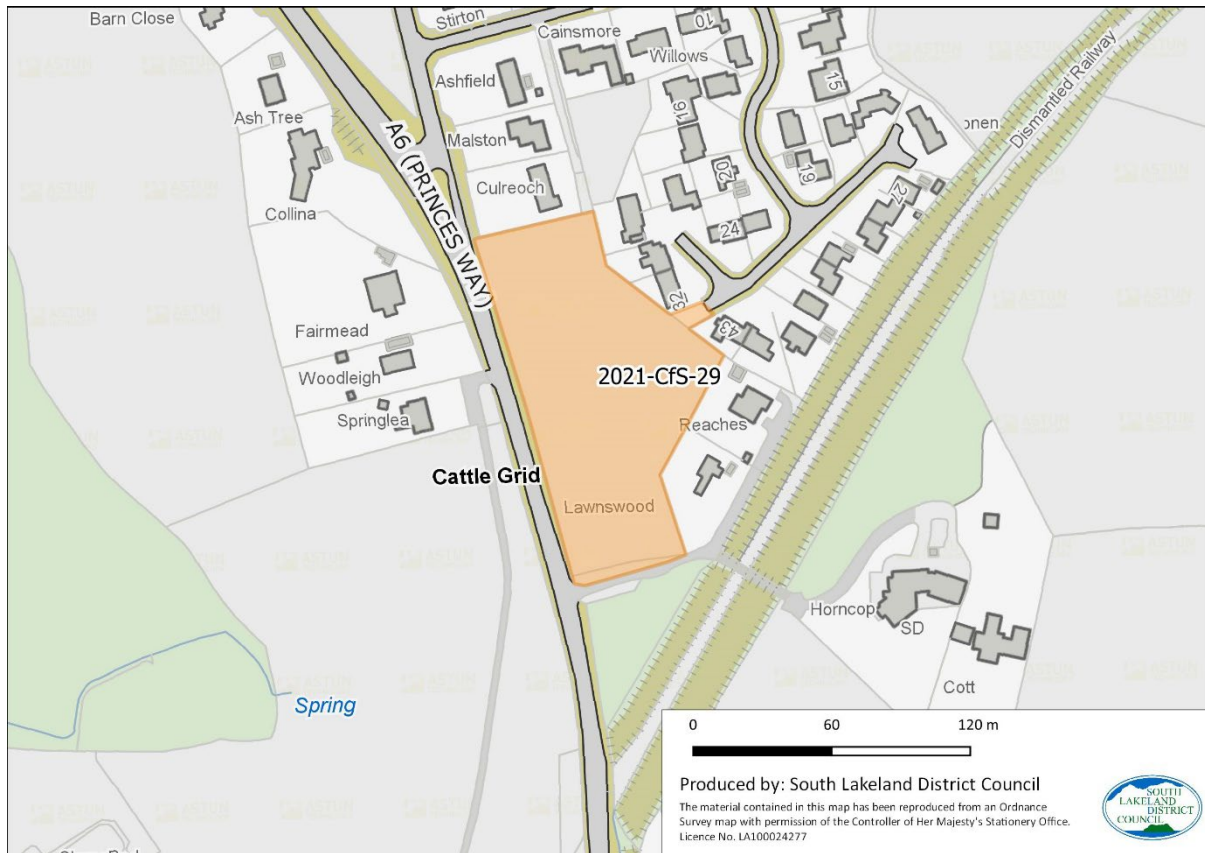 Barn Close
Stirton
Cainsmore
10
Willows
Ashfield
15
Dismantled Railway
Ash Tree
16
onen
Malston
A6 (PRINCES WAY)
Culreoch
20
19
27
Collina
24
32
43
Fairmead
2021-CfS-29
Woodleigh
Springlea
Reaches
Cattle Grid
Lawnswood
Horncop
SD
Cott
Spring
0 60 120 m
Produced by: South Lakeland District Council
The material contained in this map has been reproduced from an Ordnance
Survey map with permission of the Controller of Her Majesty's Stationery Office.
Licence No. LA100024277
SOUTH
LAKELAND
DISTRICT
COUNCIL